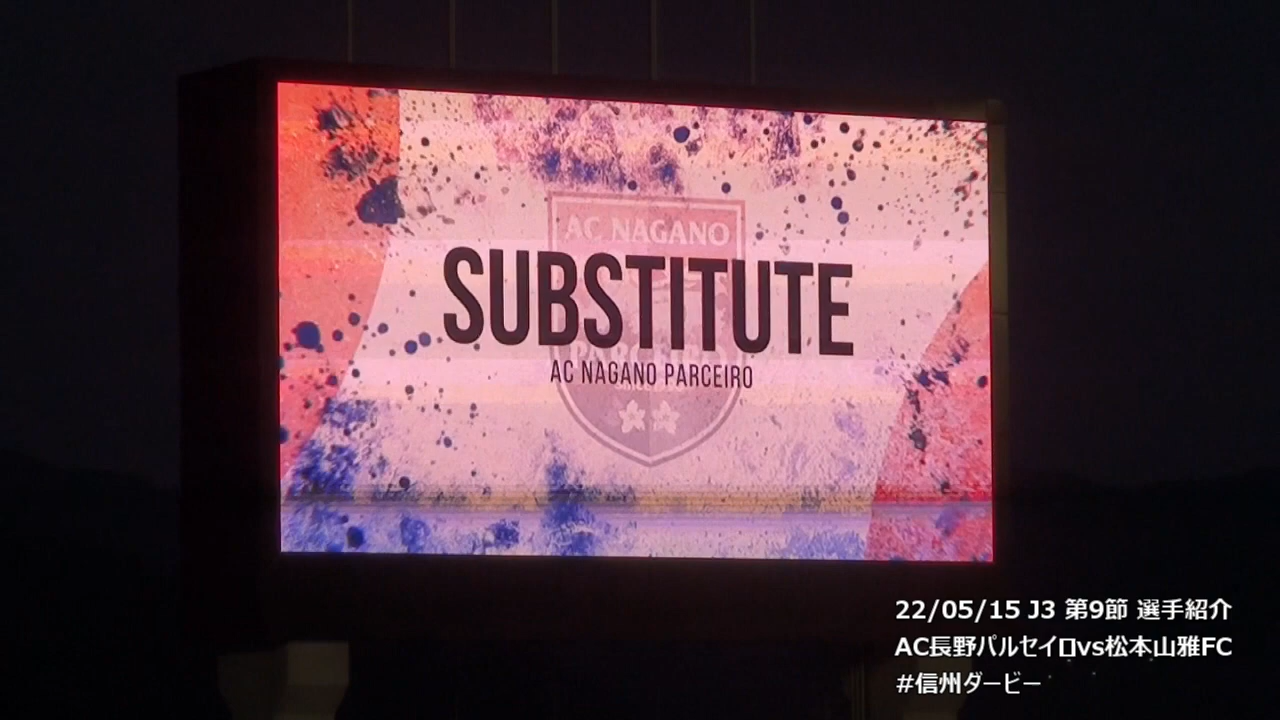 AC NAGANO
SUBSTITUTE
PARCEIRO
AC NAGANO PARCEIRO
22/05/15 J3 第9節 選手紹介
AC長野パルセイロvs松本山雅FC
#信州ダービー